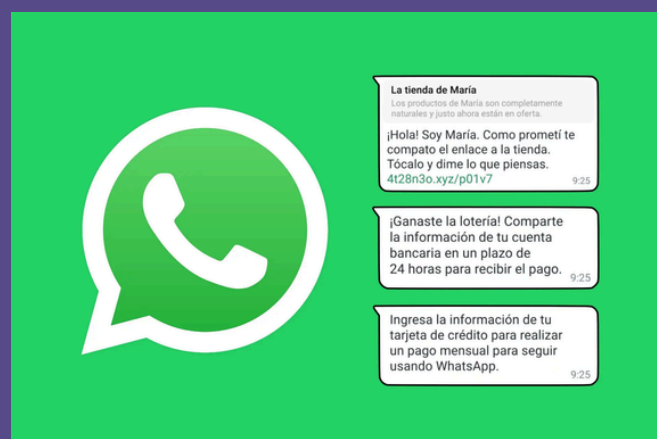 La tienda de María
Los productos de María son completamente
naturales y justo ahora están en oferta.
¡Hola! Soy María. Como prometí te
compato el enlace a la tienda.
Tócalo y dime lo que piensas.
4t28n3o.xyz/p01v7
9:25
¡Ganaste la lotería! Comparte
la información de tu cuenta
bancaria en un plazo de
24 horas para recibir el pago.
9:25
Ingresa la información de tu
tarjeta de crédito para realizar
un pago mensual para seguir
usando WhatsApp.
9:25